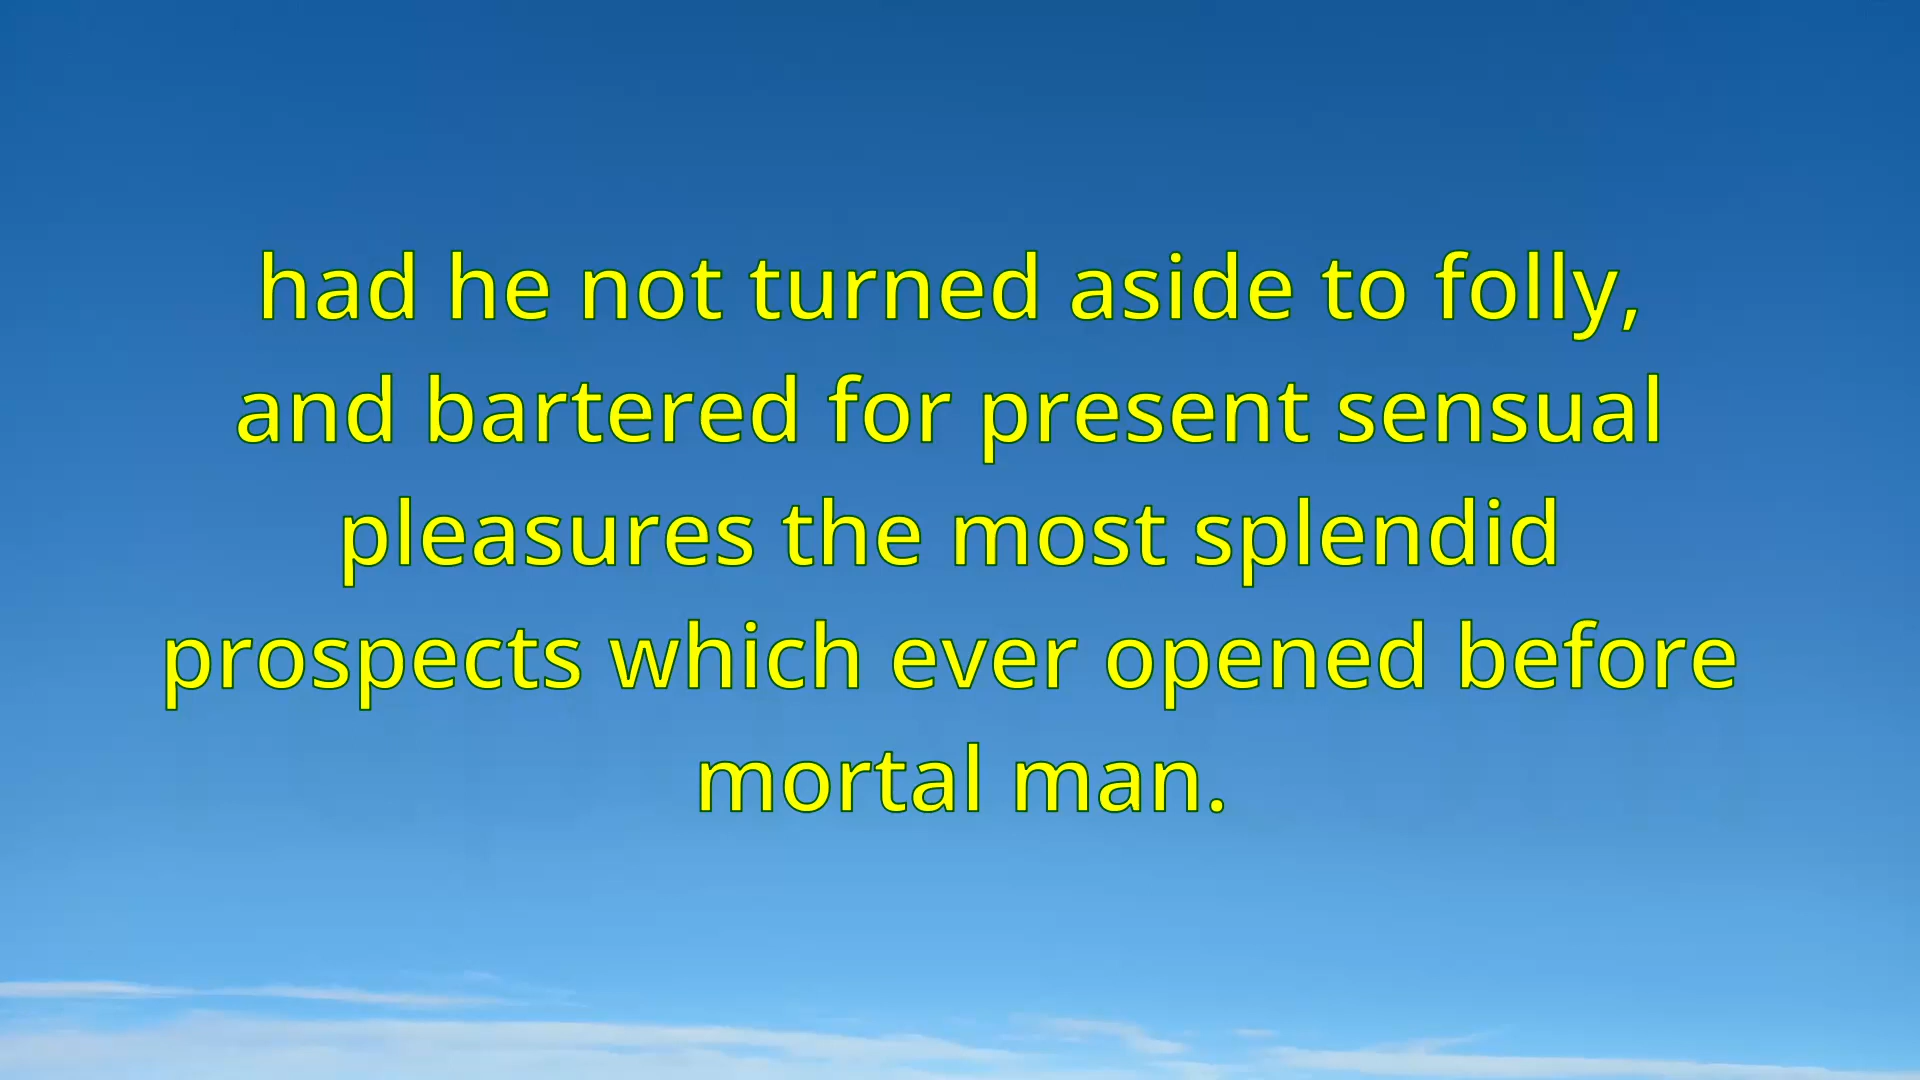 had he not turned aside to folly,
and bartered for present sensual
pleasures the most splendid
prospects which ever opened before
mortal man.